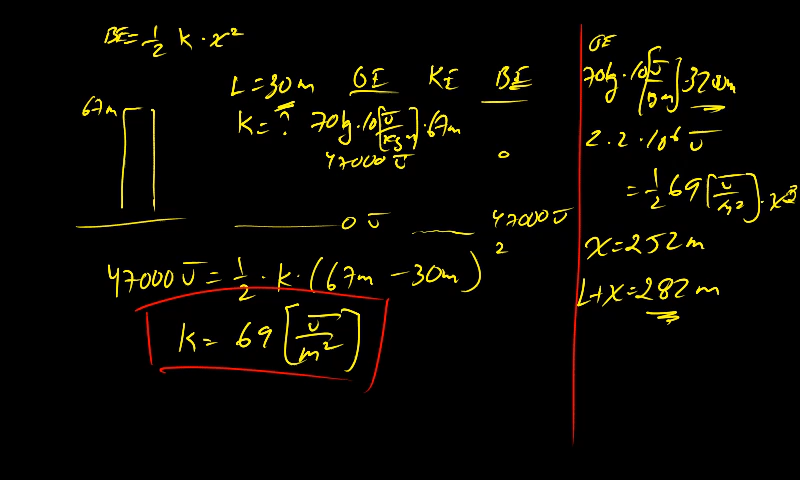 BE = 1/2 k · x²
L = 30m GE KE BE
67m
K = ? 70kg · 10 [J/kg m] · 67m
47000 J 0
0 J 47000 J
2
47000 J = 1/2 · k · (67m - 30m)
k = 69 [J/m²]
GE
70kg · 10 [J/kg m] ·
2.2 · 10⁶ J
= 1/2 69 [J/m²] ·
x = 252 m
L+x = 282 m